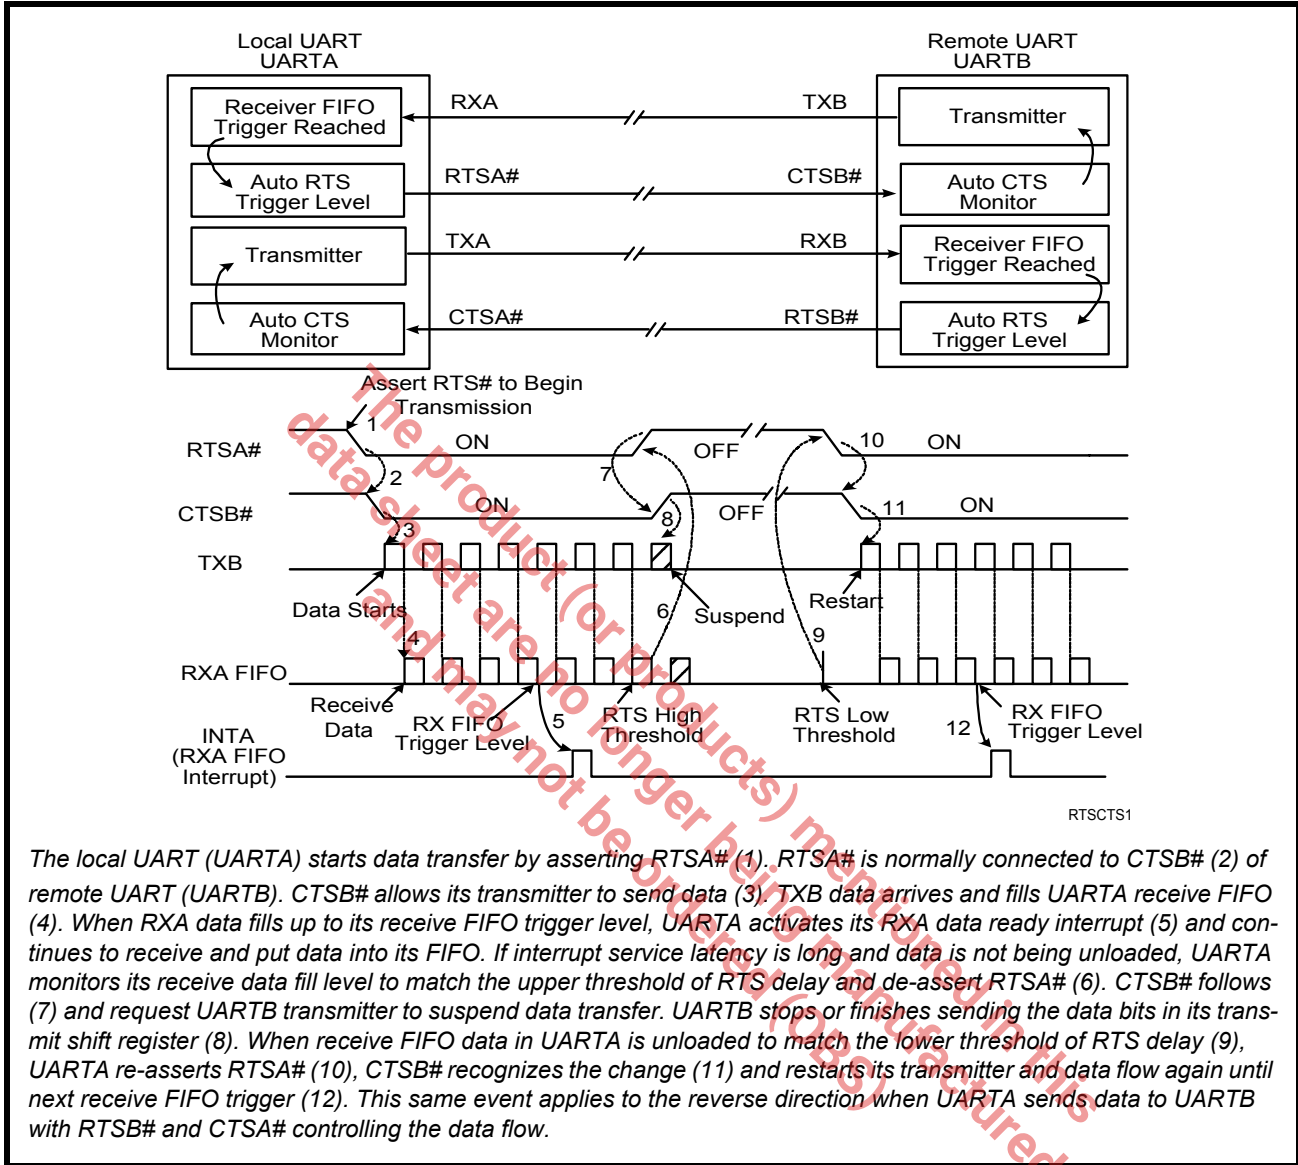 Local UART
UARTA
Remote UART
UARTB
Receiver FIFO
Trigger Reached
RXA
TXB
Transmitter
Auto RTS
Trigger Level
RTSA#
CTSB#
Auto CTS
Monitor
Transmitter
TXA
RXB
Receiver FIFO
Trigger Reached
Auto CTS
Monitor
CTSA#
RTSB#
Auto RTS
Trigger Level
Assert RTS# to Begin
Transmission
RTSA#
1
ON
OFF
10
ON
2
7
CTSB#
ON
8
OFF
11
ON
3
TXB
Data Starts
6
Suspend
Restart
4
9
RXA FIFO
Receive
Data
RX FIFO
Trigger Level
5
RTS High
Threshold
RTS Low
Threshold
12
RX FIFO
Trigger Level
INTA
(RXA FIFO
Interrupt)
RTSCTS1
The local UART (UARTA) starts data transfer by asserting RTSA# (1). RTSA# is normally connected to CTSB# (2) of
remote UART (UARTB). CTSB# allows its transmitter to send data (3). TXB data arrives and fills UARTA receive FIFO
(4). When RXA data fills up to its receive FIFO trigger level, UARTA activates its RXA data ready interrupt (5) and con-
tinues to receive and put data into its FIFO. If interrupt service latency is long and data is not being unloaded, UARTA
monitors its receive data fill level to match the upper threshold of RTS delay and de-assert RTSA# (6). CTSB# follows
(7) and request UARTB transmitter to suspend data transfer. UARTB stops or finishes sending the data bits in its trans-
mit shift register (8). When receive FIFO data in UARTA is unloaded to match the lower threshold of RTS delay (9),
UARTA re-asserts RTSA# (10), CTSB# recognizes the change (11) and restarts its transmitter and data flow again until
next receive FIFO trigger (12). This same event applies to the reverse direction when UARTA sends data to UARTB
with RTSB# and CTSA# controlling the data flow.
The product (or products) mentioned in this
data sheet are no longer being manufactured
and may not be ordered (OBS)